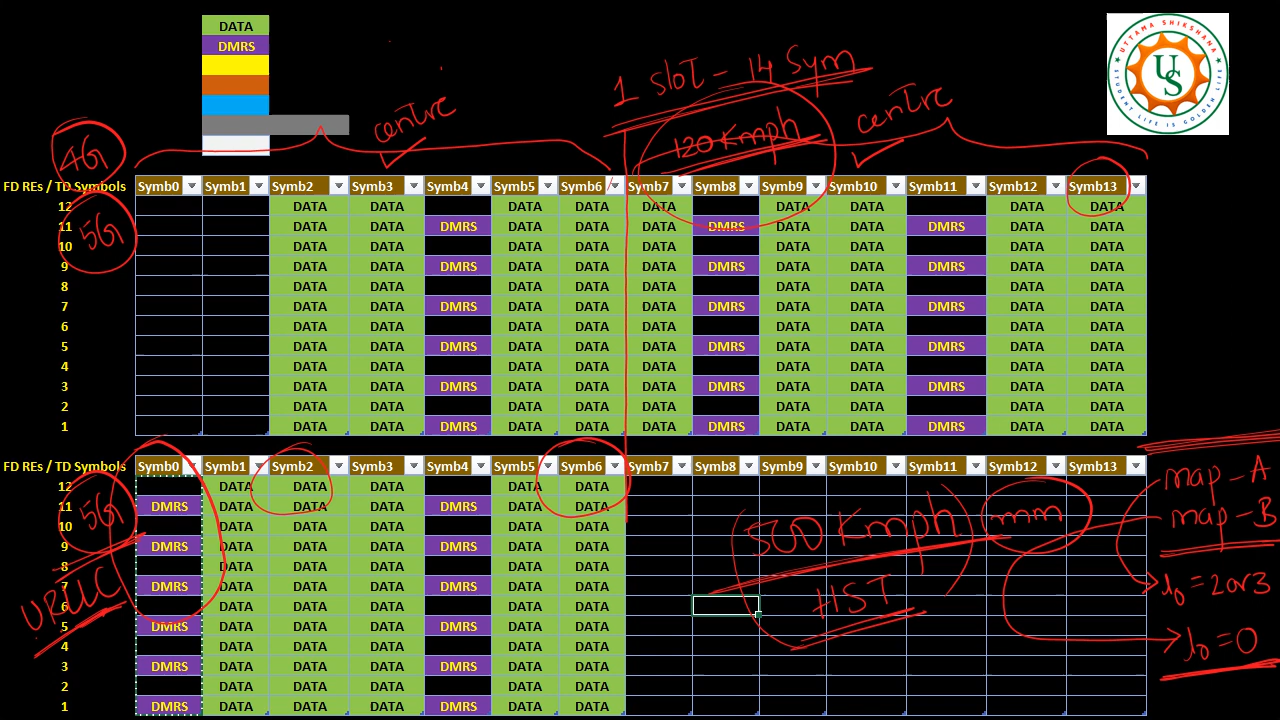 DATA
DMRS
1 Slot - 14 Sym
120 Kmph
centre
centre
UTTAMA SHIKSHANA
US
STUDENT LIFE IS GOLDEN LIFE
4G
5G
FD REs / TD Symbols Symb0 Symb1 Symb2 Symb3 Symb4 Symb5 Symb6 Symb7 Symb8 Symb9 Symb10 Symb11 Symb12 Symb13
12 DATA DATA DATA DATA DATA DATA DATA DATA DATA
11 DATA DATA DMRS DATA DATA DATA DMRS DATA DATA DMRS DATA DATA
10 DATA DATA DATA DATA DATA DATA DATA DATA DATA
9 DATA DATA DMRS DATA DATA DATA DMRS DATA DATA DMRS DATA DATA
8 DATA DATA DATA DATA DATA DATA DATA DATA DATA
7 DATA DATA DMRS DATA DATA DATA DMRS DATA DATA DMRS DATA DATA
6 DATA DATA DATA DATA DATA DATA DATA DATA DATA
5 DATA DATA DMRS DATA DATA DATA DMRS DATA DATA DMRS DATA DATA
4 DATA DATA DATA DATA DATA DATA DATA DATA DATA
3 DATA DATA DMRS DATA DATA DATA DMRS DATA DATA DMRS DATA DATA
2 DATA DATA DATA DATA DATA DATA DATA DATA DATA
1 DATA DATA DMRS DATA DATA DATA DMRS DATA DATA DMRS DATA DATA
FD REs / TD Symbols Symb0 Symb1 Symb2 Symb3 Symb4 Symb5 Symb6 Symb7 Symb8 Symb9 Symb10 Symb11 Symb12 Symb13
12 DATA DATA DATA DATA DATA
11 DMRS DATA DATA DATA DMRS DATA DATA
10 DATA DATA DATA DATA DATA
9 DMRS DATA DATA DATA DMRS DATA DATA
8 DATA DATA DATA DATA DATA
7 DMRS DATA DATA DATA DMRS DATA DATA
6 DATA DATA DATA DATA DATA
5 DMRS DATA DATA DATA DMRS DATA DATA
4 DATA DATA DATA DATA DATA
3 DMRS DATA DATA DATA DMRS DATA DATA
2 DATA DATA DATA DATA DATA
1 DMRS DATA DATA DATA DMRS DATA DATA
5G
URLLC
500 Kmph
HST
mm
map - A
map - B
l0 = 2 or 3
l0 = 0